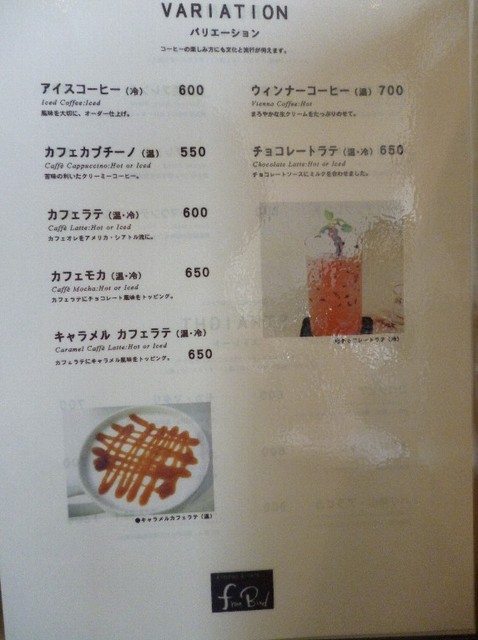 VARIATION
バリエーション
コーヒーの楽しみ方にも文化と流行が伺えます。
アイスコーヒー(冷) 600
Iced Coffee:Iced
風味を大切に、オーダー仕上げ。
カフェカプチーノ(温) 550
Caffè Cappuccino:Hot or Iced
苦味の利いたクリーミーコーヒー。
カフェラテ(温・冷) 600
Caffè Latte:Hot or Iced
カフェオレをアメリカ・シアトル流に。
カフェモカ(温・冷) 650
Caffè Mocha:Hot or Iced
カフェラテにチョコレート風味をトッピング。
キャラメル カフェラテ(温・冷)
Caramel Caffè Latte:Hot or Iced
カフェラテにキャラメル風味をトッピング。 650
●キャラメルカフェラテ(温)
ウィンナーコーヒー(温) 700
Vienna Coffee:Hot
まろやかな生クリームをたっぷりのせて。
チョコレートラテ(温・冷) 650
Chocolate Latte:Hot or Iced
チョコレートソースにミルクを合わせました。
●チョコレートラテ(冷)